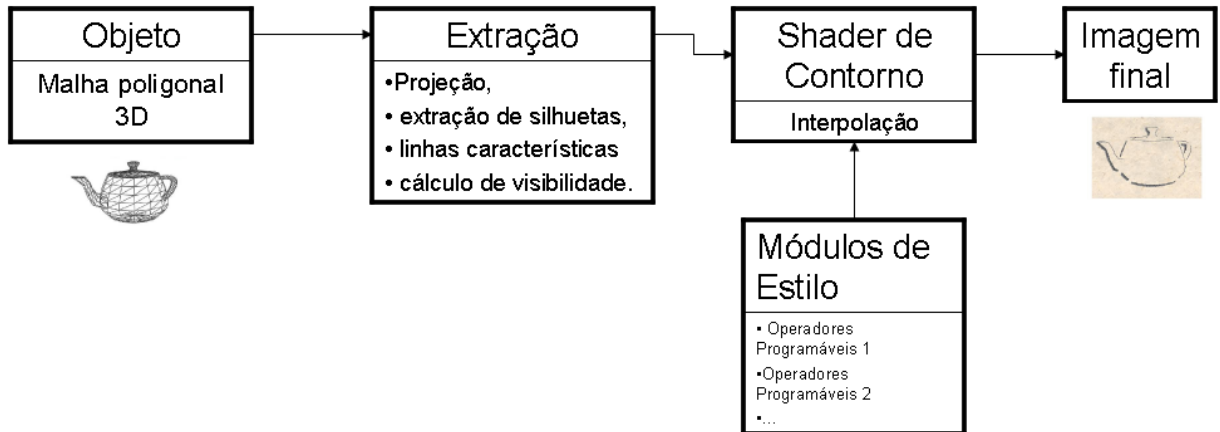 Objeto
Malha poligonal
3D
Extração
•Projeção,
• extração de silhuetas,
• linhas características
• cálculo de visibilidade.
Shader de
Contorno
Interpolação
Imagem
final
Módulos de
Estilo
• Operadores
Programáveis 1
•Operadores
Programáveis 2
•...